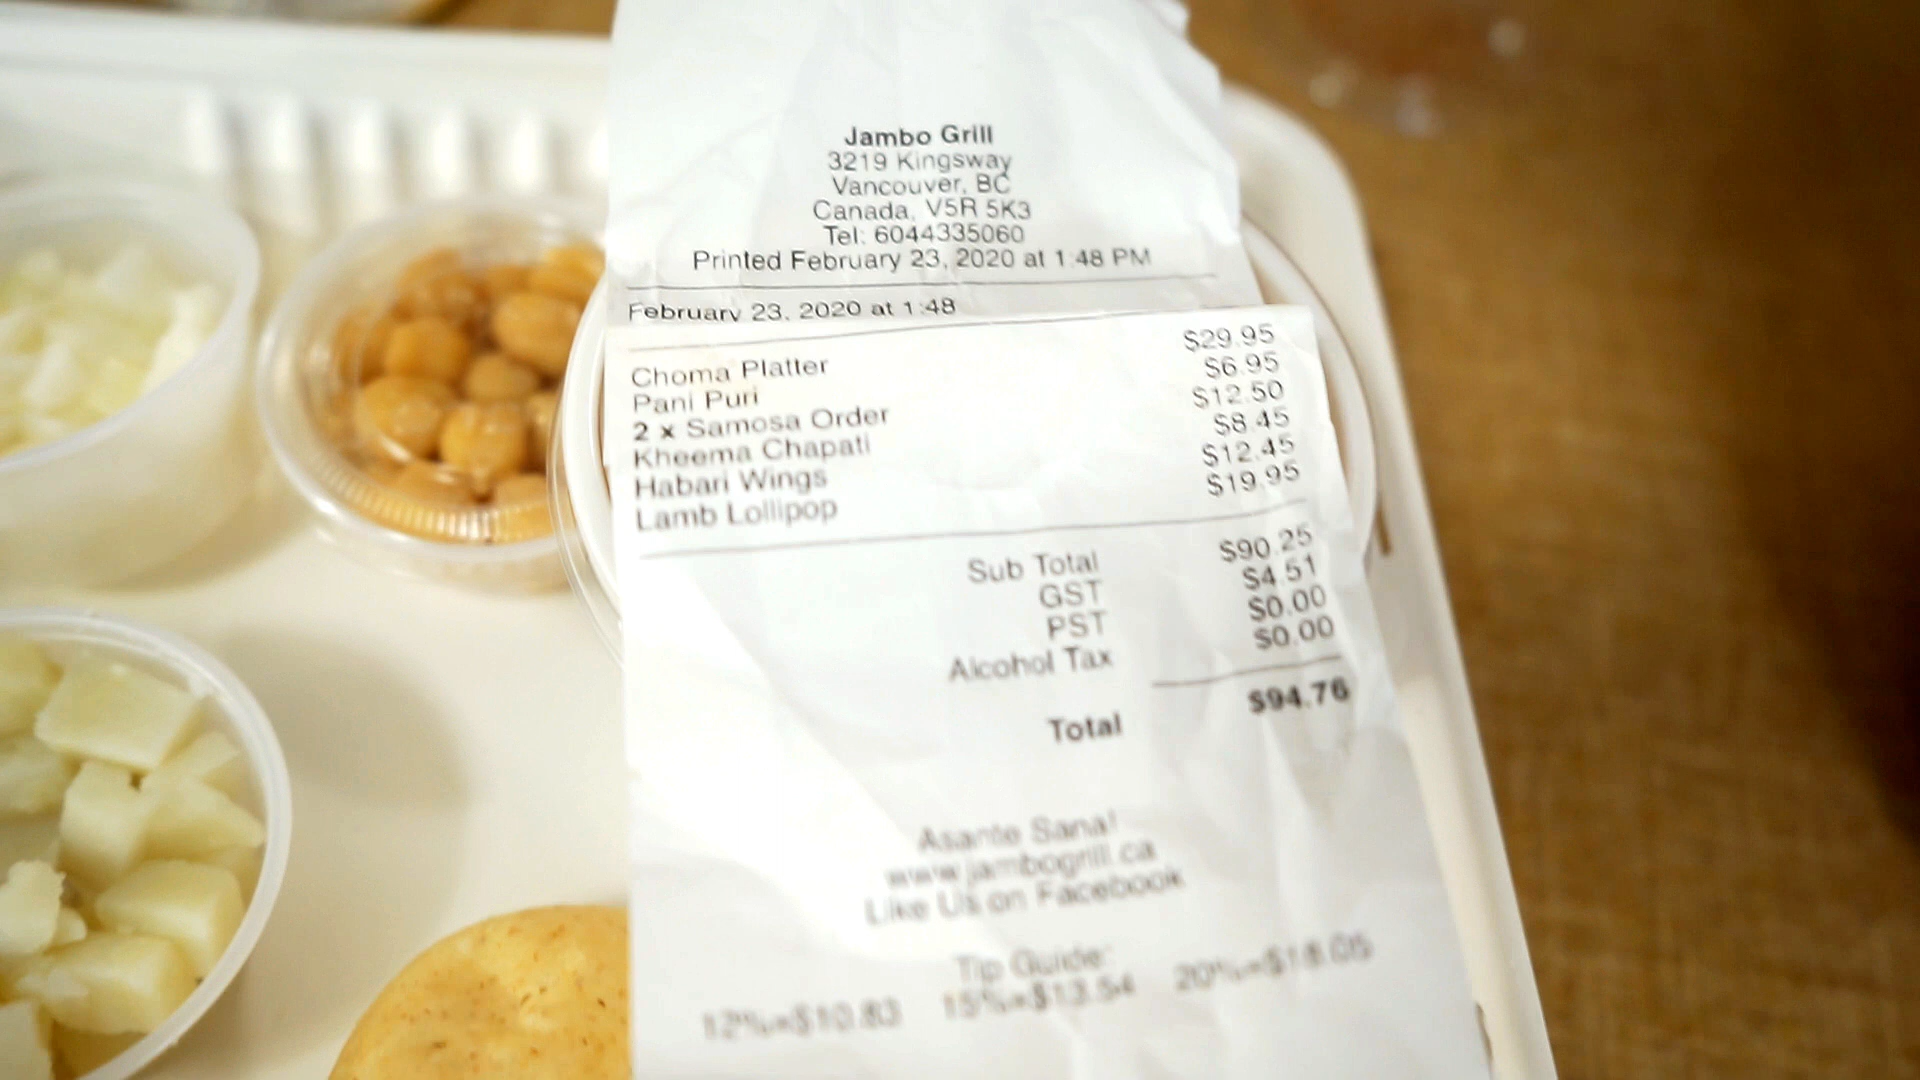 Jambo Grill
3219 Kingsway
Vancouver, BC
Canada, V5R 5K3
Tel: 6044335060
Printed February 23, 2020 at 1:48 PM
February 23, 2020 at 1:48
Choma Platter $29.95
Pani Puri $6.95
2 x Samosa Order $12.50
Kheema Chapati $8.45
Habari Wings $12.45
Lamb Lollipop $19.95
Sub Total $90.25
GST $4.51
PST $0.00
Alcohol Tax $0.00
Total $94.76
Asante Sana!
www.jambogrill.ca
Like Us on Facebook
Tip Guide:
12%=$10.83 15%=$13.54 20%=$18.05